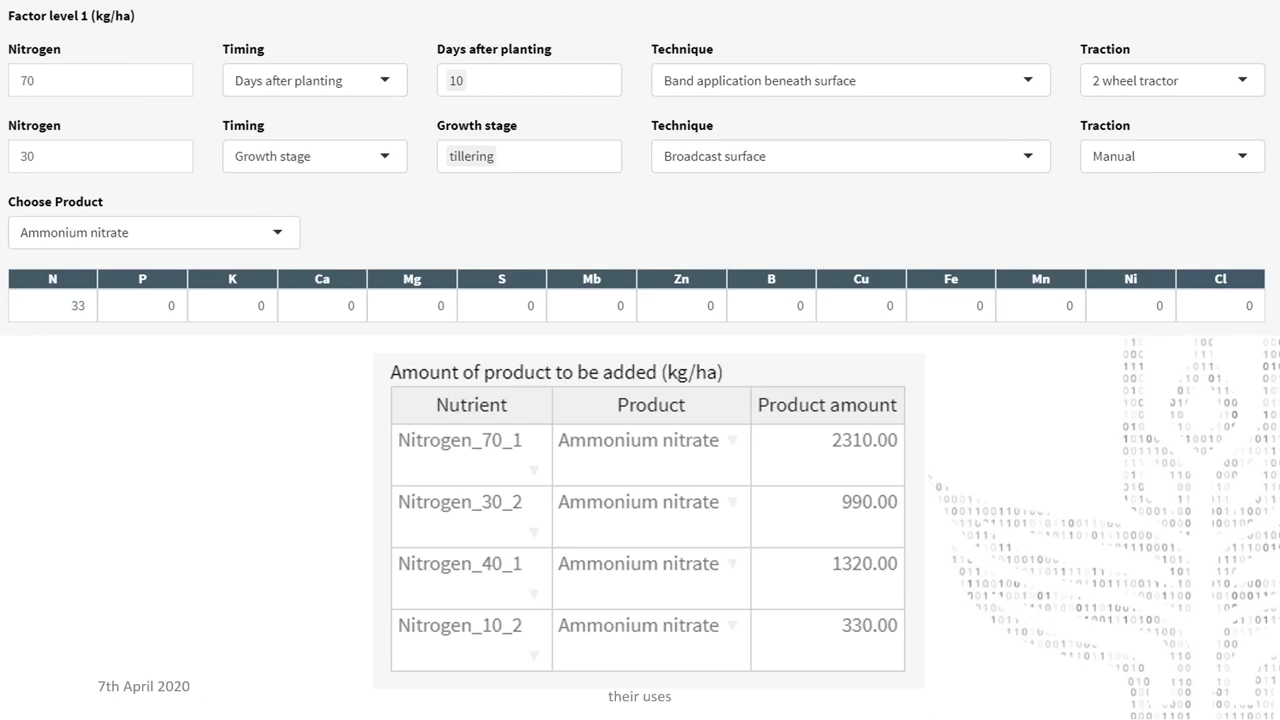 Factor level 1 (kg/ha)
Nitrogen Timing Days after planting Technique Traction
70 Days after planting 10 Band application beneath surface 2 wheel tractor
Nitrogen Timing Growth stage Technique Traction
30 Growth stage tillering Broadcast surface Manual
Choose Product
Ammonium nitrate
N P K Ca Mg S Mb Zn B Cu Fe Mn Ni Cl
33 0 0 0 0 0 0 0 0 0 0 0 0 0
Amount of product to be added (kg/ha)
Nutrient Product Product amount
Nitrogen_70_1 Ammonium nitrate 2310.00
Nitrogen_30_2 Ammonium nitrate 990.00
Nitrogen_40_1 Ammonium nitrate 1320.00
Nitrogen_10_2 Ammonium nitrate 330.00
7th April 2020
their uses